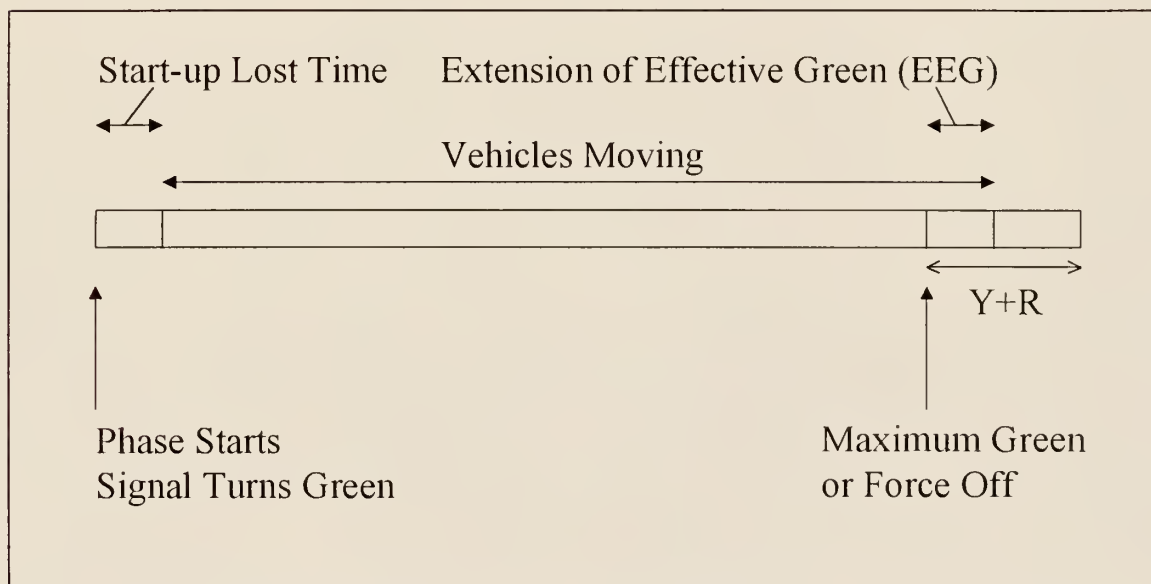 Start-up Lost Time Extension of Effective Green (EEG)
Vehicles Moving
Y+R
Phase Starts
Signal Turns Green
Maximum Green
or Force Off